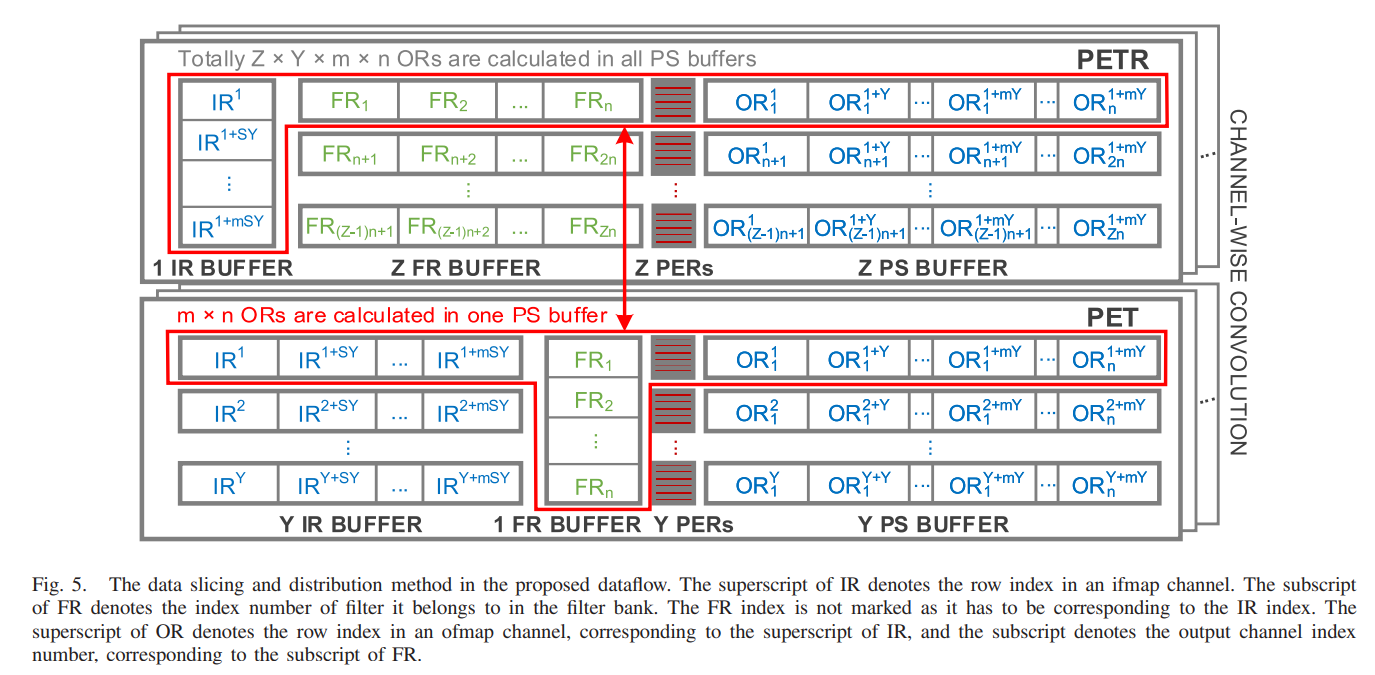 Totally Z × Y × m × n ORs are calculated in all PS buffers PETR
IR^1 FR_1 FR_2 ... FR_n OR_1^1 OR_1^{1+Y} ... OR_1^{1+mY} ... OR_n^{1+mY}
IR^{1+SY} FR_{n+1} FR_{n+2} ... FR_{2n} OR_{n+1}^1 OR_{n+1}^{1+Y} ... OR_{n+1}^{1+mY} ... OR_{2n}^{1+mY} ...
⋮ ⋮ ⋮ ⋮
IR^{1+mSY} FR_{(Z-1)n+1} FR_{(Z-1)n+2} ... FR_{Zn} OR_{(Z-1)n+1}^1 OR_{(Z-1)n+1}^{1+Y} ... OR_{(Z-1)n+1}^{1+mY} ... OR_{Zn}^{1+mY}
1 IR BUFFER Z FR BUFFER Z PERs Z PS BUFFER
m × n ORs are calculated in one PS buffer PET
IR^1 IR^{1+SY} ... IR^{1+mSY} FR_1 OR_1^1 OR_1^{1+Y} ... OR_1^{1+mY} ... OR_n^{1+mY}
IR^2 IR^{2+SY} ... IR^{2+mSY} FR_2 OR_1^2 OR_1^{2+Y} ... OR_1^{2+mY} ... OR_n^{2+mY} ...
⋮ ⋮ ⋮ ⋮
IR^Y IR^{Y+SY} ... IR^{Y+mSY} FR_n OR_1^Y OR_1^{Y+Y} ... OR_1^{Y+mY} ... OR_n^{Y+mY}
Y IR BUFFER 1 FR BUFFER Y PERs Y PS BUFFER
CHANNEL-WISE CONVOLUTION
Fig. 5. The data slicing and distribution method in the proposed dataflow. The superscript of IR denotes the row index in an ifmap channel. The subscript
of FR denotes the index number of filter it belongs to in the filter bank. The FR index is not marked as it has to be corresponding to the IR index. The
superscript of OR denotes the row index in an ofmap channel, corresponding to the superscript of IR, and the subscript denotes the output channel index
number, corresponding to the subscript of FR.